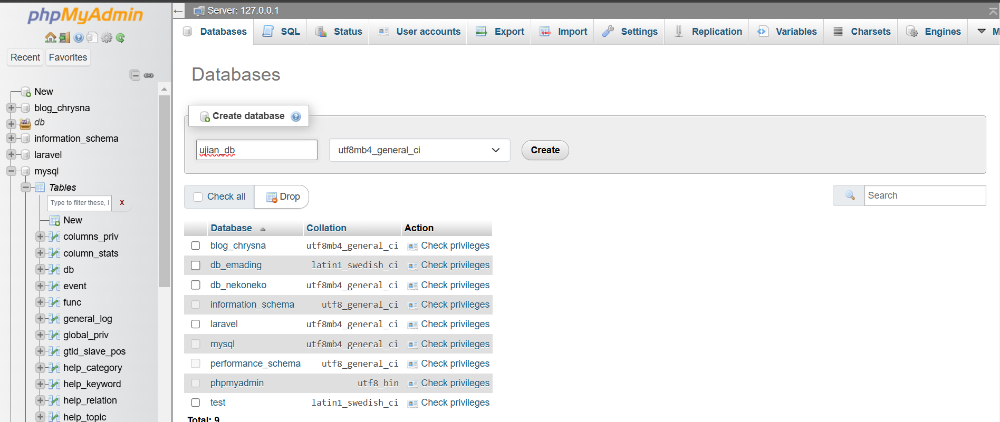 phpMyAdmin
Recent Favorites
New
blog_chrysna
db
information_schema
laravel
mysql
Tables
Type to filter these, X
New
columns_priv
column_stats
db
event
func
general_log
global_priv
gtid_slave_pos
help_category
help_keyword
help_relation
help_topic
Server: 127.0.0.1
Databases SQL Status User accounts Export Import Settings Replication Variables Charsets Engines M
Databases
Create database
ujian_db utf8mb4_general_ci Create
Check all Drop Search
Database Collation Action
blog_chrysna utf8mb4_general_ci Check privileges
db_emading latin1_swedish_ci Check privileges
db_nekoneko utf8mb4_general_ci Check privileges
information_schema utf8_general_ci Check privileges
laravel utf8mb4_general_ci Check privileges
mysql utf8mb4_general_ci Check privileges
performance_schema utf8_general_ci Check privileges
phpmyadmin utf8_bin Check privileges
test latin1_swedish_ci Check privileges
Total: 9